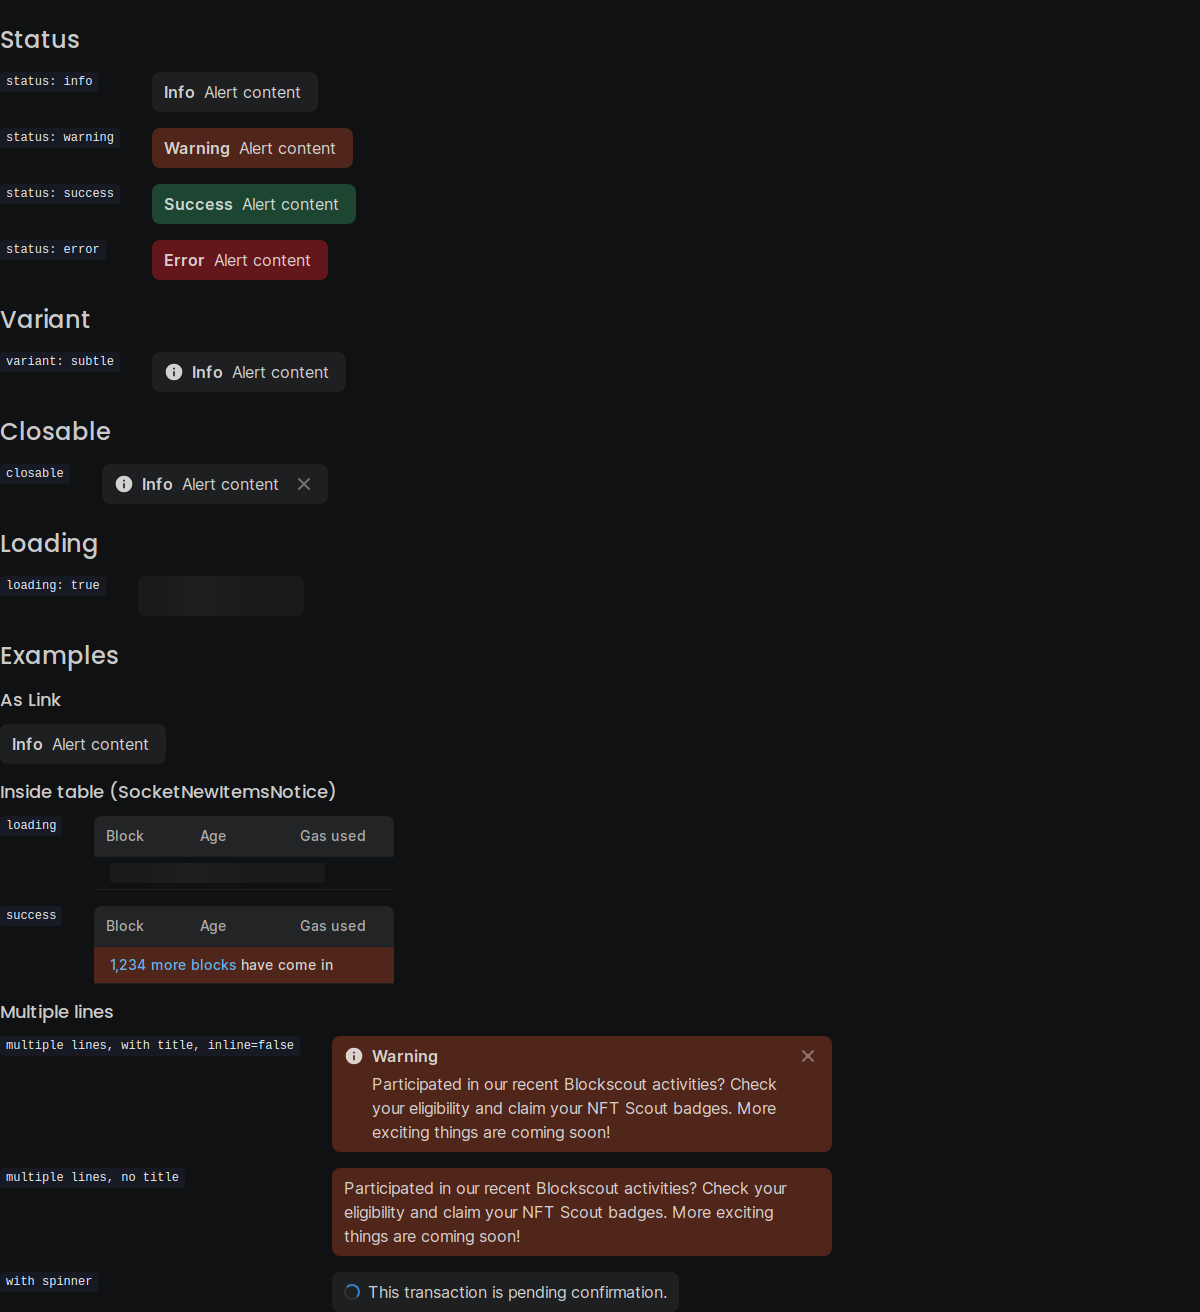 Status
status: info
Info Alert content
status: warning
Warning Alert content
status: success
Success Alert content
status: error
Error Alert content
Variant
variant: subtle
Info Alert content
Closable
closable
Info Alert content
Loading
loading: true
Examples
As Link
Info Alert content
Inside table (SocketNewItemsNotice)
loading
Block Age Gas used
success
Block Age Gas used
1,234 more blocks have come in
Multiple lines
multiple lines, with title, inline=false
Warning
Participated in our recent Blockscout activities? Check
your eligibility and claim your NFT Scout badges. More
exciting things are coming soon!
multiple lines, no title
Participated in our recent Blockscout activities? Check your
eligibility and claim your NFT Scout badges. More exciting
things are coming soon!
with spinner
This transaction is pending confirmation.